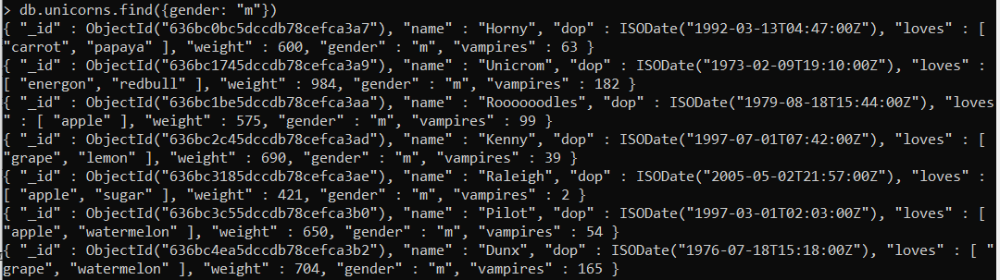 > db.unicorns.find({gender: "m"})
{ "_id" : ObjectId("636bc0bc5dccdb78cefca3a7"), "name" : "Horny", "dop" : ISODate("1992-03-13T04:47:00Z"), "loves" : [
"carrot", "papaya" ], "weight" : 600, "gender" : "m", "vampires" : 63 }
{ "_id" : ObjectId("636bc1745dccdb78cefca3a9"), "name" : "Unicrom", "dop" : ISODate("1973-02-09T19:10:00Z"), "loves" :
[ "energon", "redbull" ], "weight" : 984, "gender" : "m", "vampires" : 182 }
{ "_id" : ObjectId("636bc1be5dccdb78cefca3aa"), "name" : "Roooooodles", "dop" : ISODate("1979-08-18T15:44:00Z"), "loves
" : [ "apple" ], "weight" : 575, "gender" : "m", "vampires" : 99 }
{ "_id" : ObjectId("636bc2c45dccdb78cefca3ad"), "name" : "Kenny", "dop" : ISODate("1997-07-01T07:42:00Z"), "loves" : [
"grape", "lemon" ], "weight" : 690, "gender" : "m", "vampires" : 39 }
{ "_id" : ObjectId("636bc3185dccdb78cefca3ae"), "name" : "Raleigh", "dop" : ISODate("2005-05-02T21:57:00Z"), "loves" :
[ "apple", "sugar" ], "weight" : 421, "gender" : "m", "vampires" : 2 }
{ "_id" : ObjectId("636bc3c55dccdb78cefca3b0"), "name" : "Pilot", "dop" : ISODate("1997-03-01T02:03:00Z"), "loves" : [
"apple", "watermelon" ], "weight" : 650, "gender" : "m", "vampires" : 54 }
{ "_id" : ObjectId("636bc4ea5dccdb78cefca3b2"), "name" : "Dunx", "dop" : ISODate("1976-07-18T15:18:00Z"), "loves" : [ "
grape", "watermelon" ], "weight" : 704, "gender" : "m", "vampires" : 165 }